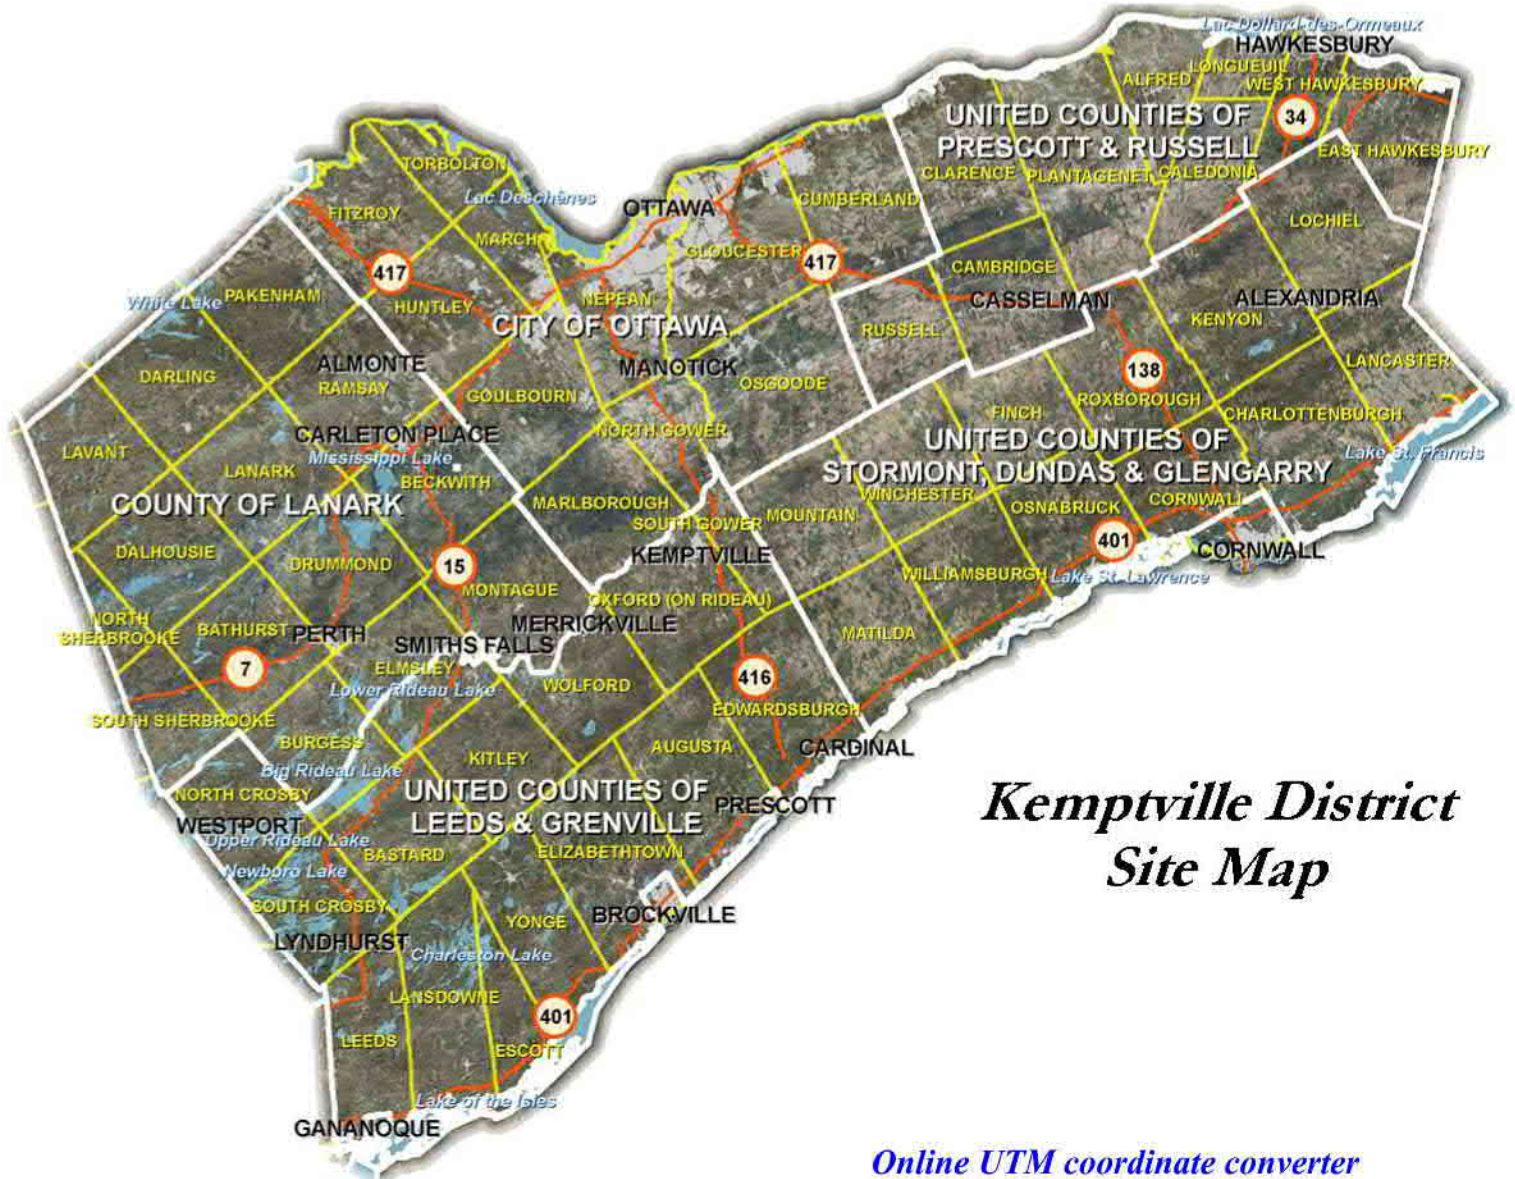 Lac Dollard-des-Ormeaux
HAWKESBURY
LONGUEUIL
ALFRED
WEST HAWKESBURY
UNITED COUNTIES OF
PRESCOTT & RUSSELL
34
EAST HAWKESBURY
CLARENCE
PLANTAGENET
CALEDONIA
TORBOLTON
Lac Deschênes
OTTAWA
CUMBERLAND
FITZROY
MARCH
LOCHIEL
GLOUCESTER
417
417
CAMBRIDGE
White Lake
PAKENHAM
HUNTLEY
NEPEAN
CASSELMAN
ALEXANDRIA
CITY OF OTTAWA
RUSSELL
KENYON
ALMONTE
MANOTICK
LANCASTER
DARLING
RAMSAY
OSGOODE
138
GOULBOURN
ROXBOROUGH
FINCH
CHARLOTTENBURGH
CARLETON PLACE
NORTH GOWER
UNITED COUNTIES OF
STORMONT, DUNDAS & GLENGARRY
LAVANT
Mississippi Lake
Lake St. Francis
LANARK
BECKWITH
WINCHESTER
CORNWALL
COUNTY OF LANARK
MARLBOROUGH
OSNABRUCK
SOUTH GOWER
MOUNTAIN
401
DALHOUSIE
KEMPTVILLE
CORNWALL
DRUMMOND
15
WILLIAMSBURGH
Lake St. Lawrence
MONTAGUE
OXFORD (ON RIDEAU)
NORTH
SHERBROOKE
BATHURST
PERTH
MERRICKVILLE
MATILDA
SMITHS FALLS
7
ELMSLEY
416
Lower Rideau Lake
WOLFORD
EDWARDSBURGH
SOUTH SHERBROOKE
BURGESS
AUGUSTA
CARDINAL
KITLEY
Big Rideau Lake
NORTH CROSBY
UNITED COUNTIES OF
LEEDS & GRENVILLE
PRESCOTT
WESTPORT
Upper Rideau Lake
BASTARD
ELIZABETHTOWN
Newboro Lake
SOUTH CROSBY
BROCKVILLE
YONGE
LYNDHURST
Charleston Lake
LANSDOWNE
401
LEEDS
ESCOTT
Lake of the Isles
GANANOQUE
Kemptville District
Site Map
Online UTM coordinate converter